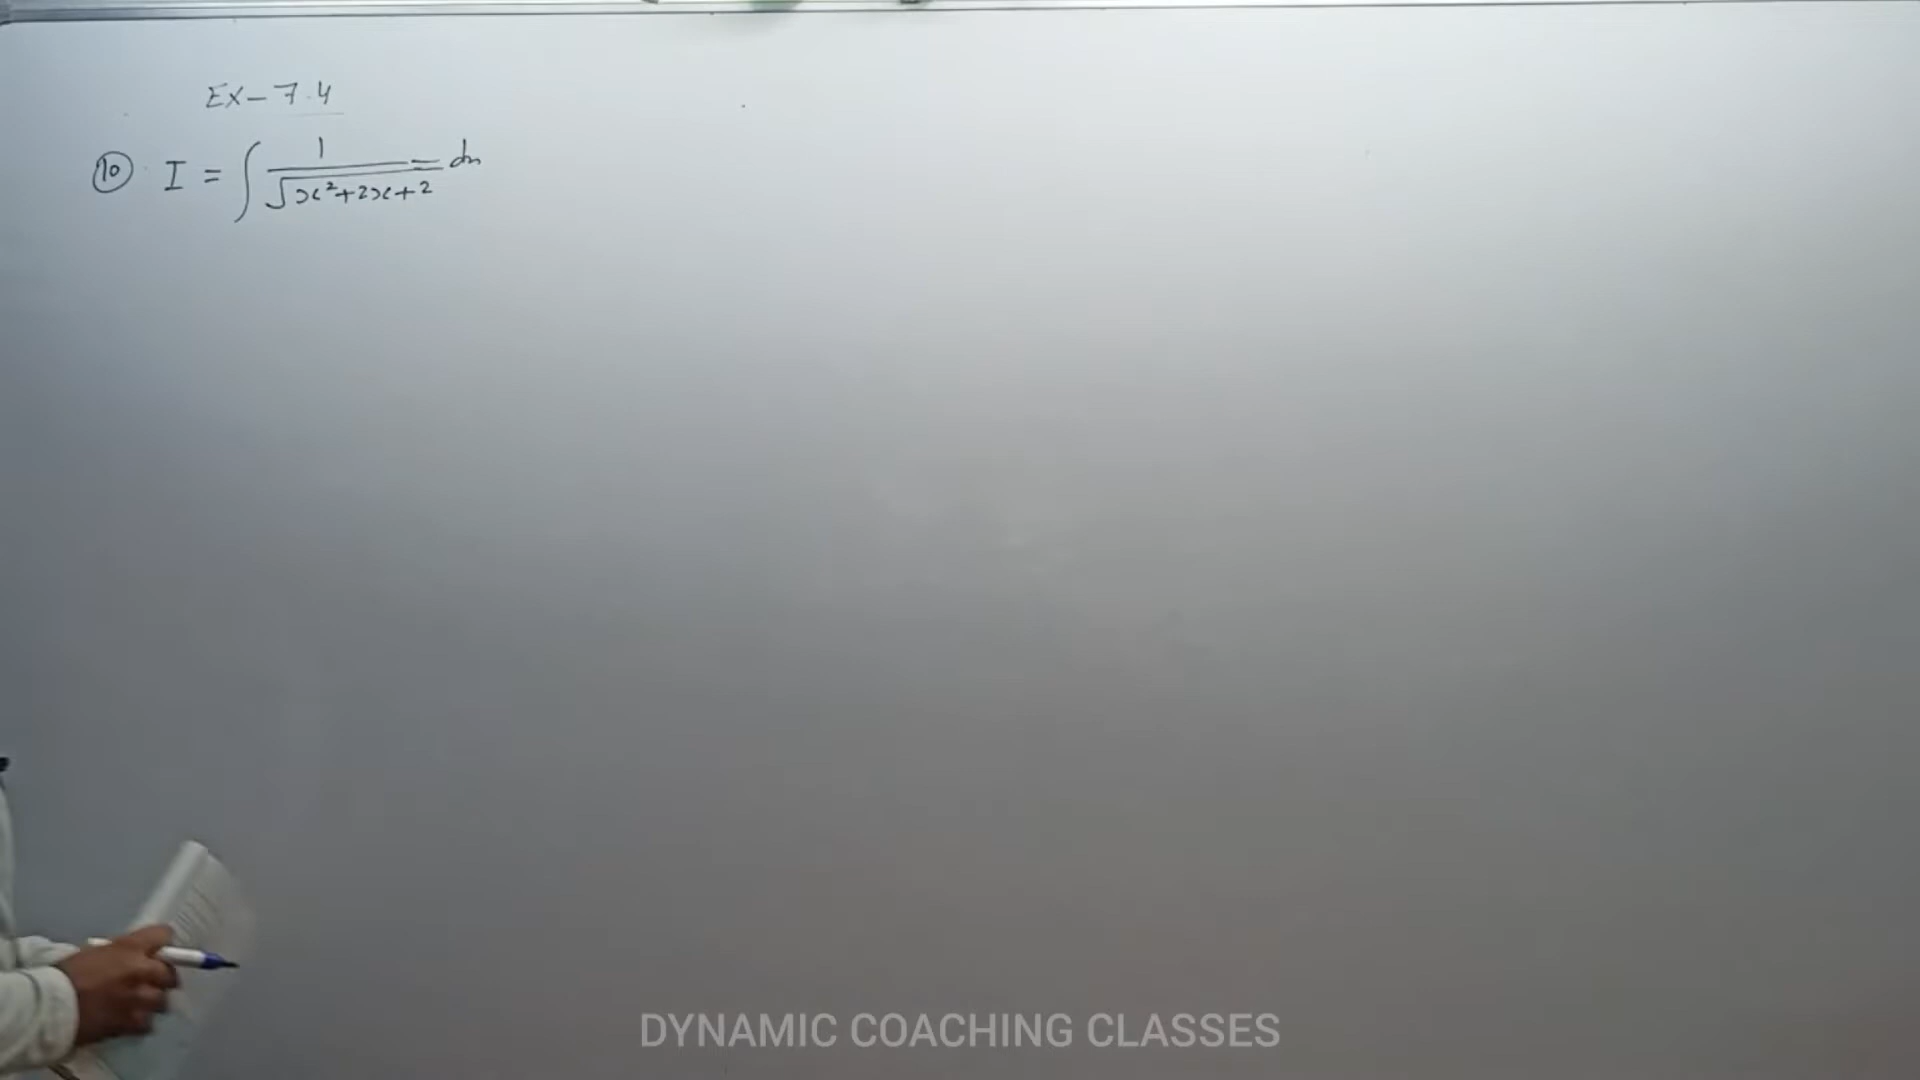 EX- 7.4
⑩ I = ∫ 1/√(x²+2x+2) dx
DYNAMIC COACHING CLASSES